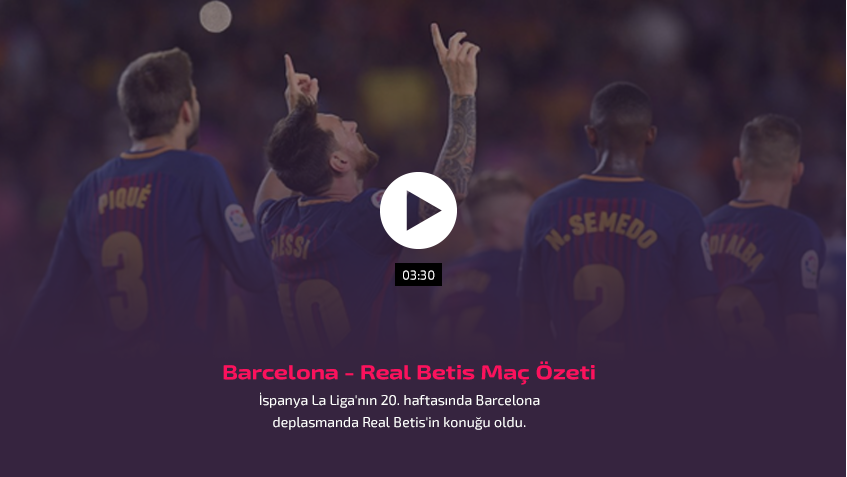 PIQUÉ
3
MESSI
10
N. SEMEDO
2
JORDI ALBA
03:30
Barcelona - Real Betis Maç Özeti
İspanya La Liga'nın 20. haftasında Barcelona
deplasmanda Real Betis'in konuğu oldu.